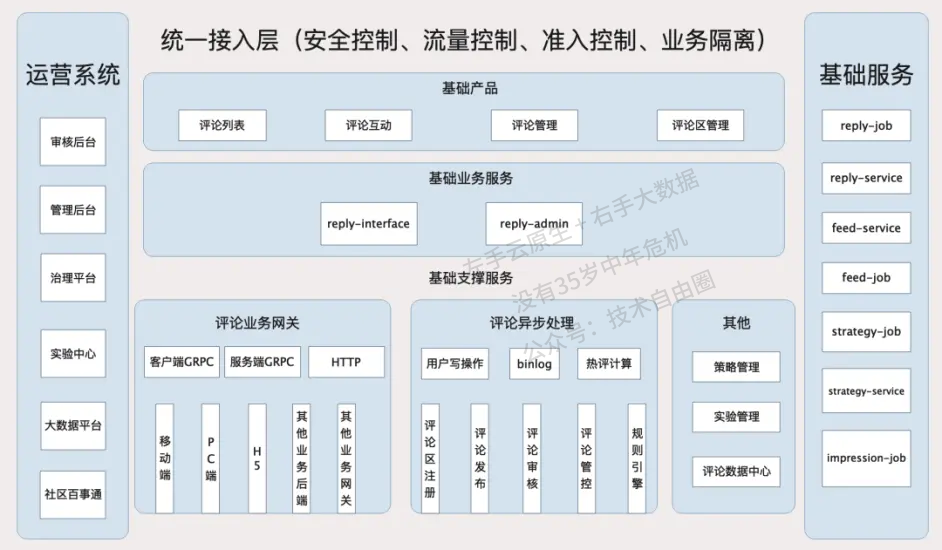 统一接入层（安全控制、流量控制、准入控制、业务隔离）
运营系统
审核后台
管理后台
治理平台
实验中心
大数据平台
社区百事通
基础产品
评论列表
评论互动
评论管理
评论区管理
基础业务服务
reply-interface
reply-admin
基础支撑服务
评论业务网关
客户端GRPC
服务端GRPC
HTTP
移动端
PC端
H5
其他业务后端
其他业务网关
评论异步处理
用户写操作
binlog
热评计算
评论区注册
评论发布
评论审核
评论管控
规则引擎
其他
策略管理
实验管理
评论数据中心
基础服务
reply-job
reply-service
feed-service
feed-job
strategy-job
strategy-service
impression-job
左手云原生+右手大数据
没有35岁中年危机
公众号：技术自由圈